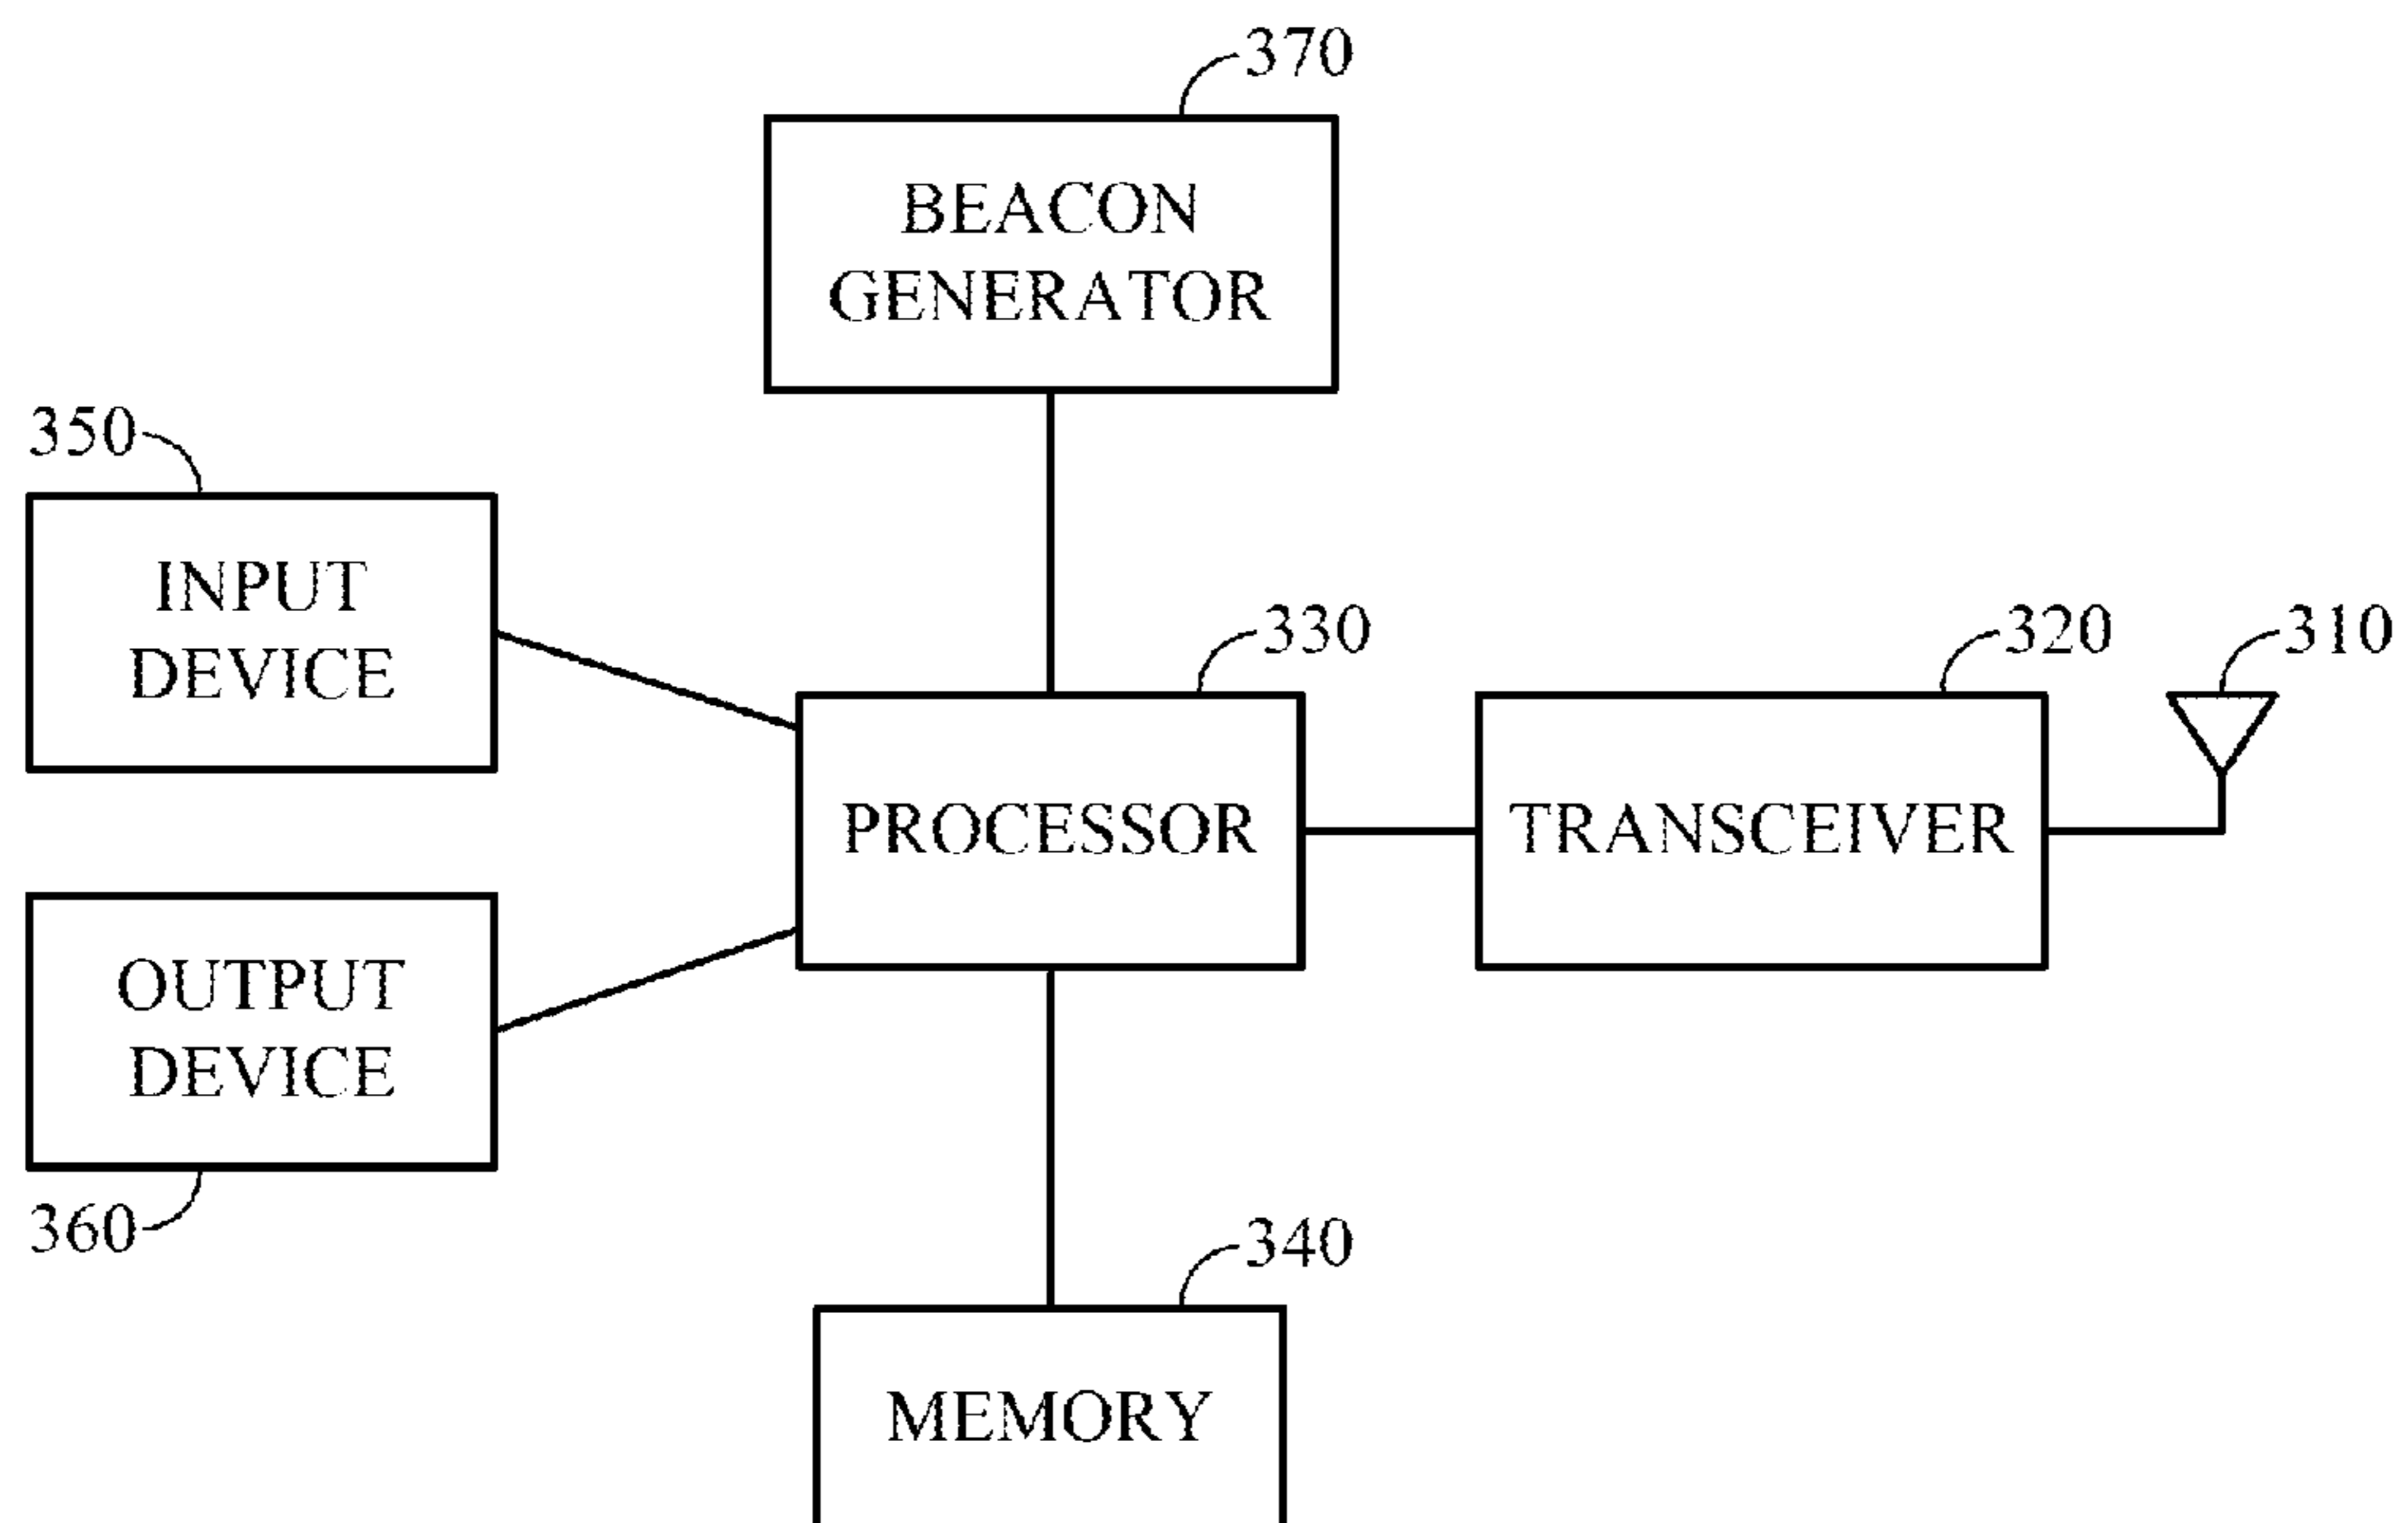 370
BEACON
GENERATOR
350
INPUT
DEVICE
330
320
310
PROCESSOR
TRANSCEIVER
OUTPUT
DEVICE
360
340
MEMORY